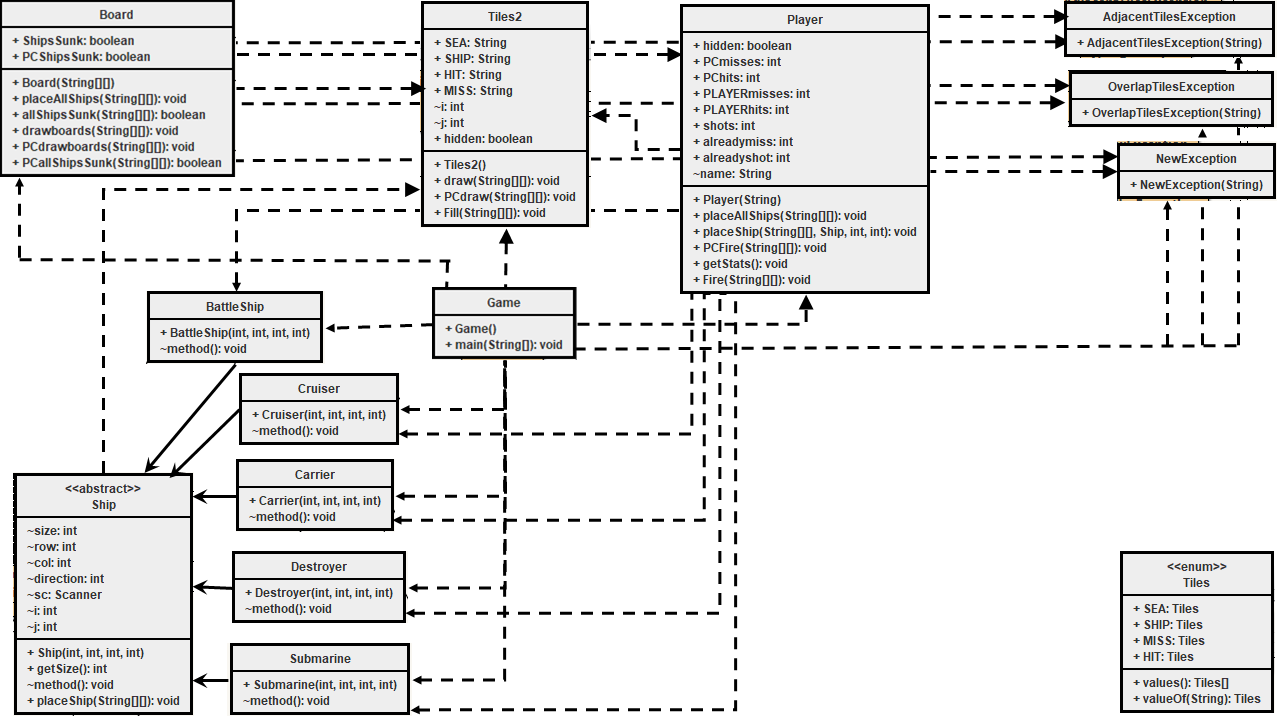 Board
+ ShipsSunk: boolean
+ PCShipsSunk: boolean
+ Board(String[][])
+ placeAllShips(String[][]): void
+ allShipsSunk(String[][]): boolean
+ drawboards(String[][]): void
+ PCdrawboards(String[][]): void
+ PCallShipsSunk(String[][]): boolean
Tiles2
+ SEA: String
+ SHIP: String
+ HIT: String
+ MISS: String
~i: int
~j: int
+ hidden: boolean
+ Tiles2()
+ draw(String[][]): void
+ PCdraw(String[][]): void
+ Fill(String[][]): void
Player
+ hidden: boolean
+ PCmisses: int
+ PChits: int
+ PLAYERmisses: int
+ PLAYERhits: int
+ shots: int
+ alreadymiss: int
+ alreadyshot: int
~name: String
+ Player(String)
+ placeAllShips(String[][]): void
+ placeShip(String[][], Ship, int, int): void
+ PCFire(String[][]): void
+ getStats(): void
+ Fire(String[][]): void
AdjacentTilesException
+ AdjacentTilesException(String)
OverlapTilesException
+ OverlapTilesException(String)
NewException
+ NewException(String)
BattleShip
+ BattleShip(int, int, int, int)
~method(): void
Game
+ Game()
+ main(String[]): void
Cruiser
+ Cruiser(int, int, int, int)
~method(): void
Carrier
+ Carrier(int, int, int, int)
~method(): void
<<abstract>>
Ship
~size: int
~row: int
~col: int
~direction: int
~sc: Scanner
~i: int
~j: int
+ Ship(int, int, int, int)
+ getSize(): int
~method(): void
+ placeShip(String[][]): void
Destroyer
+ Destroyer(int, int, int, int)
~method(): void
Submarine
+ Submarine(int, int, int, int)
~method(): void
<<enum>>
Tiles
+ SEA: Tiles
+ SHIP: Tiles
+ MISS: Tiles
+ HIT: Tiles
+ values(): Tiles[]
+ valueOf(String): Tiles